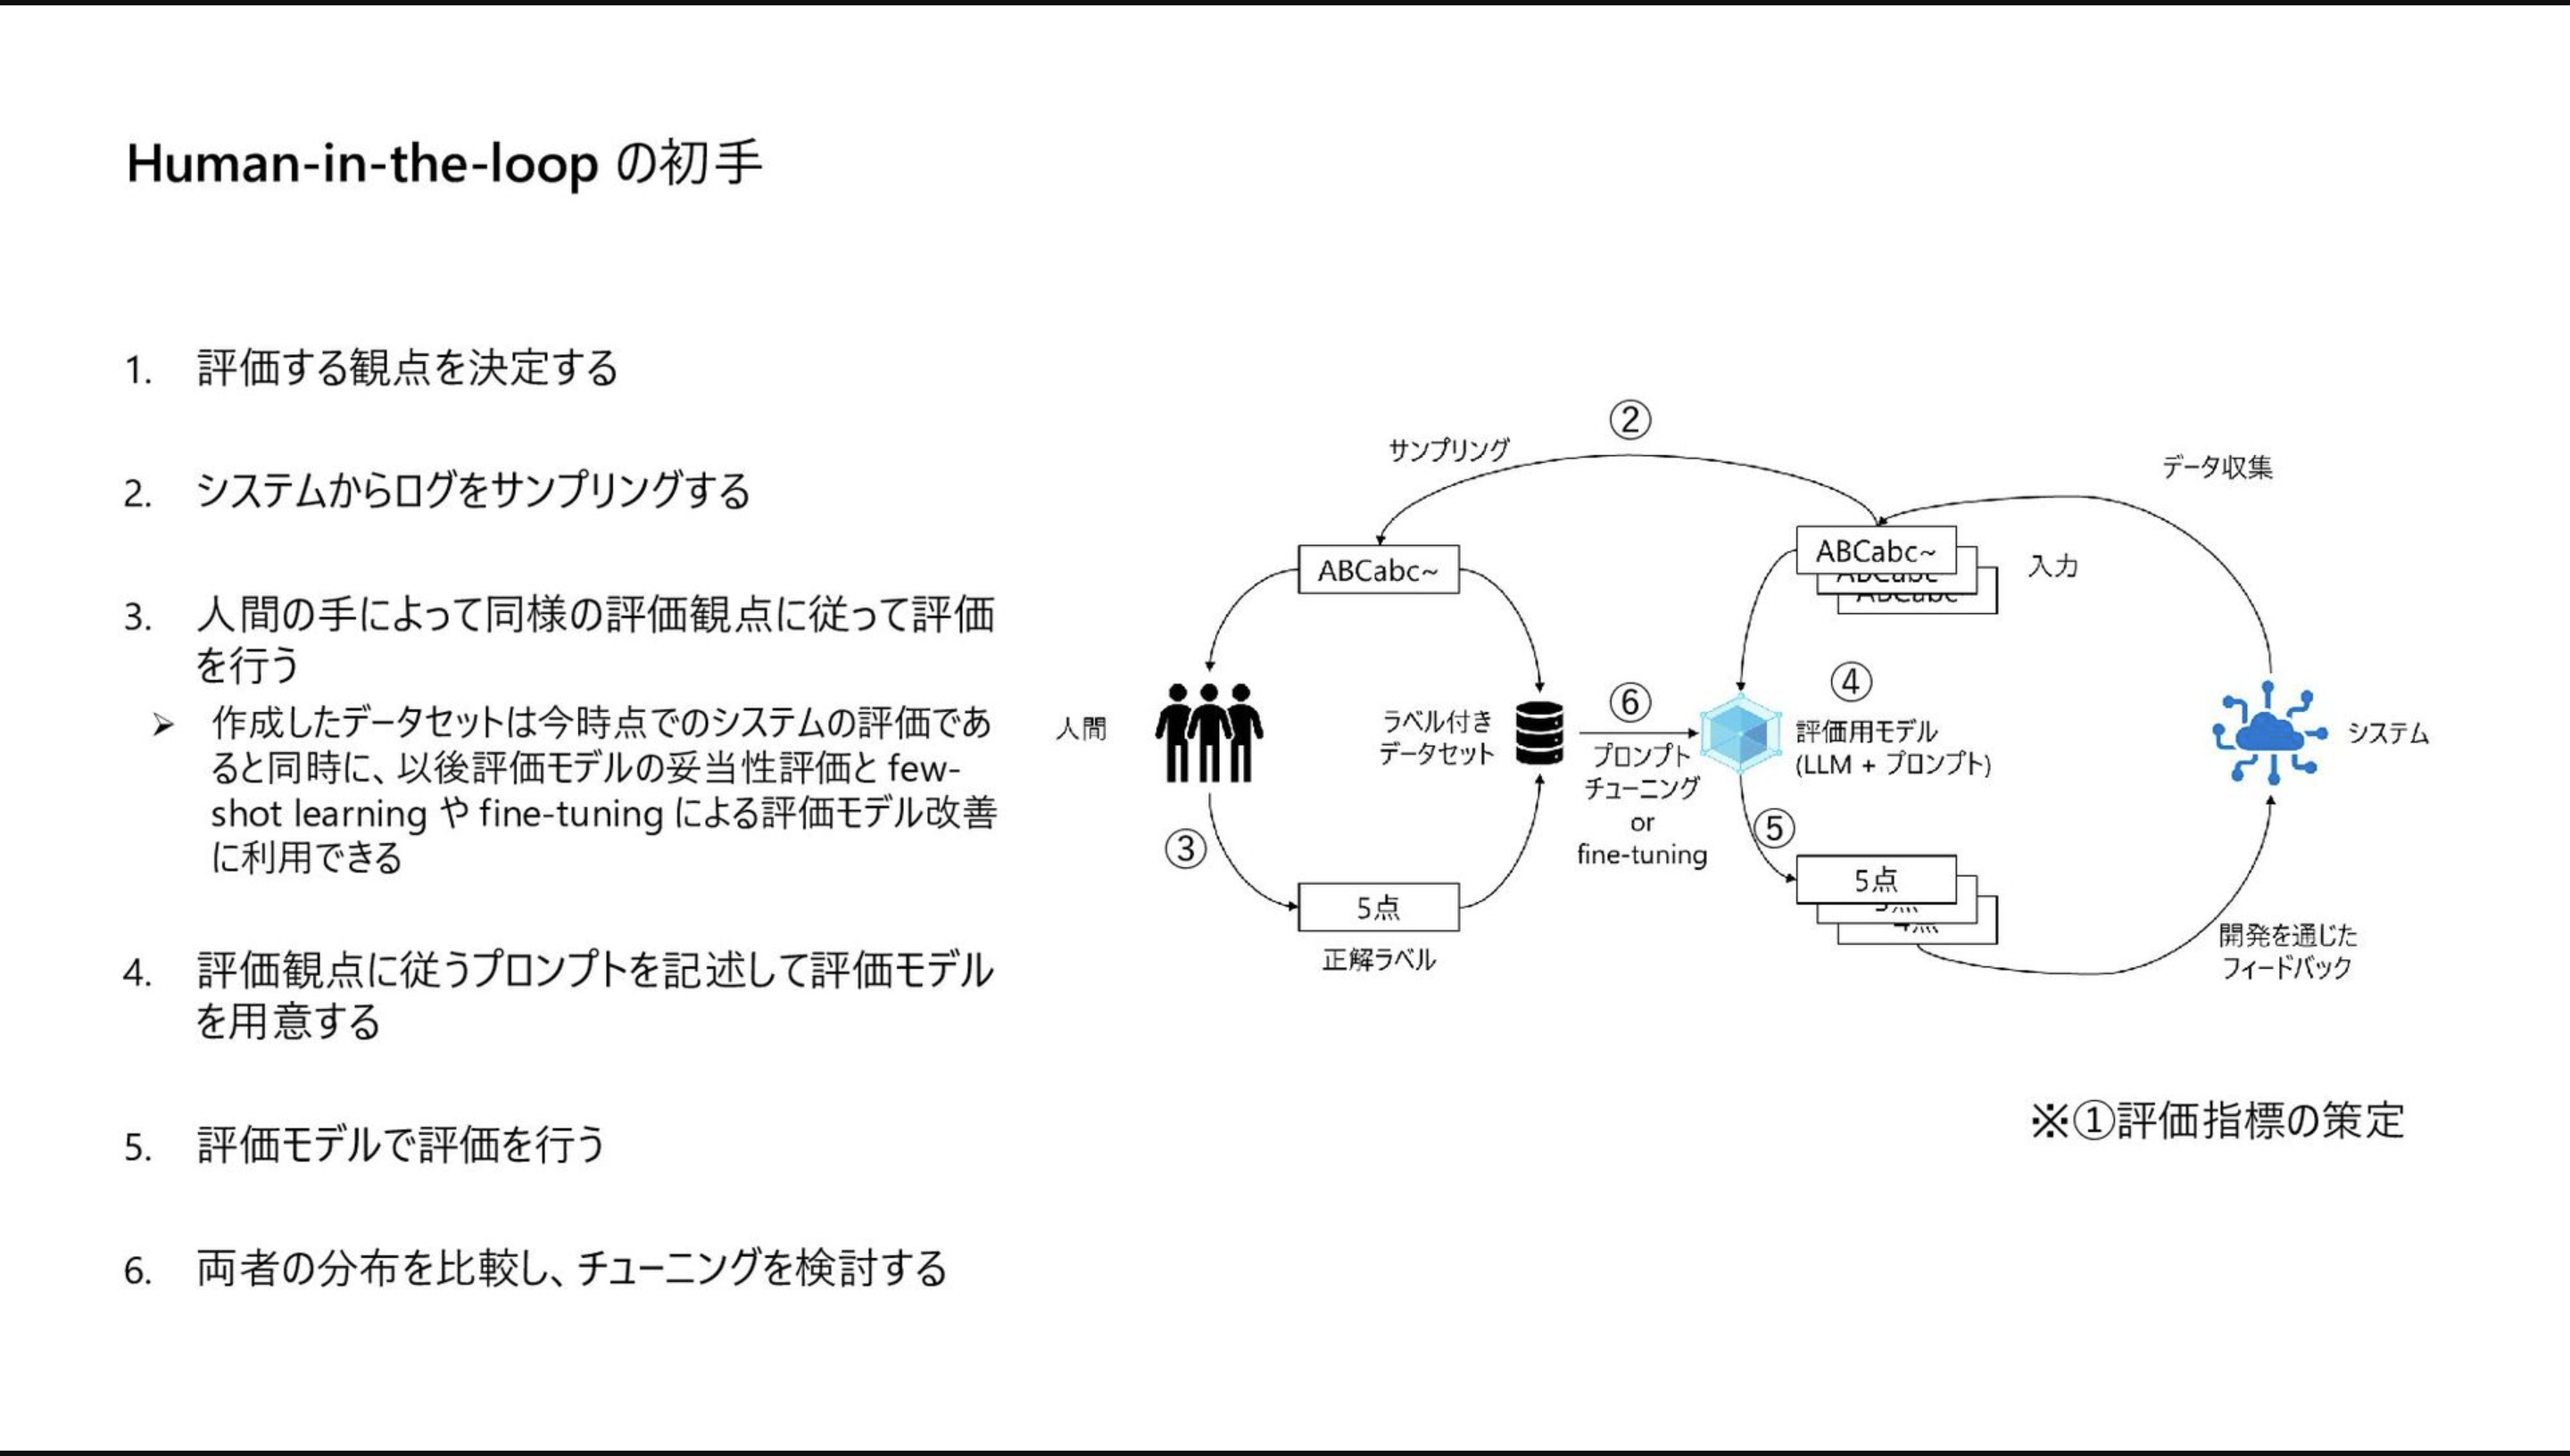 Human-in-the-loop の初手
1. 評価する観点を決定する
2. システムからログをサンプリングする
3. 人間の手によって同様の評価観点に従って評価
を行う
➢ 作成したデータセットは今時点でのシステムの評価であ
ると同時に、以後評価モデルの妥当性評価と few-
shot learning や fine-tuning による評価モデル改善
に利用できる
4. 評価観点に従うプロンプトを記述して評価モデル
を用意する
5. 評価モデルで評価を行う
6. 両者の分布を比較し、チューニングを検討する
②
サンプリング
データ収集
ABCabc~
ABCabc~
ABCabc
ABCabc
入力
人間
ラベル付き
データセット
⑥
プロンプト
チューニング
or
fine-tuning
④
評価用モデル
(LLM + プロンプト)
システム
③
⑤
5点
正解ラベル
5点
開発を通じた
フィードバック
※①評価指標の策定